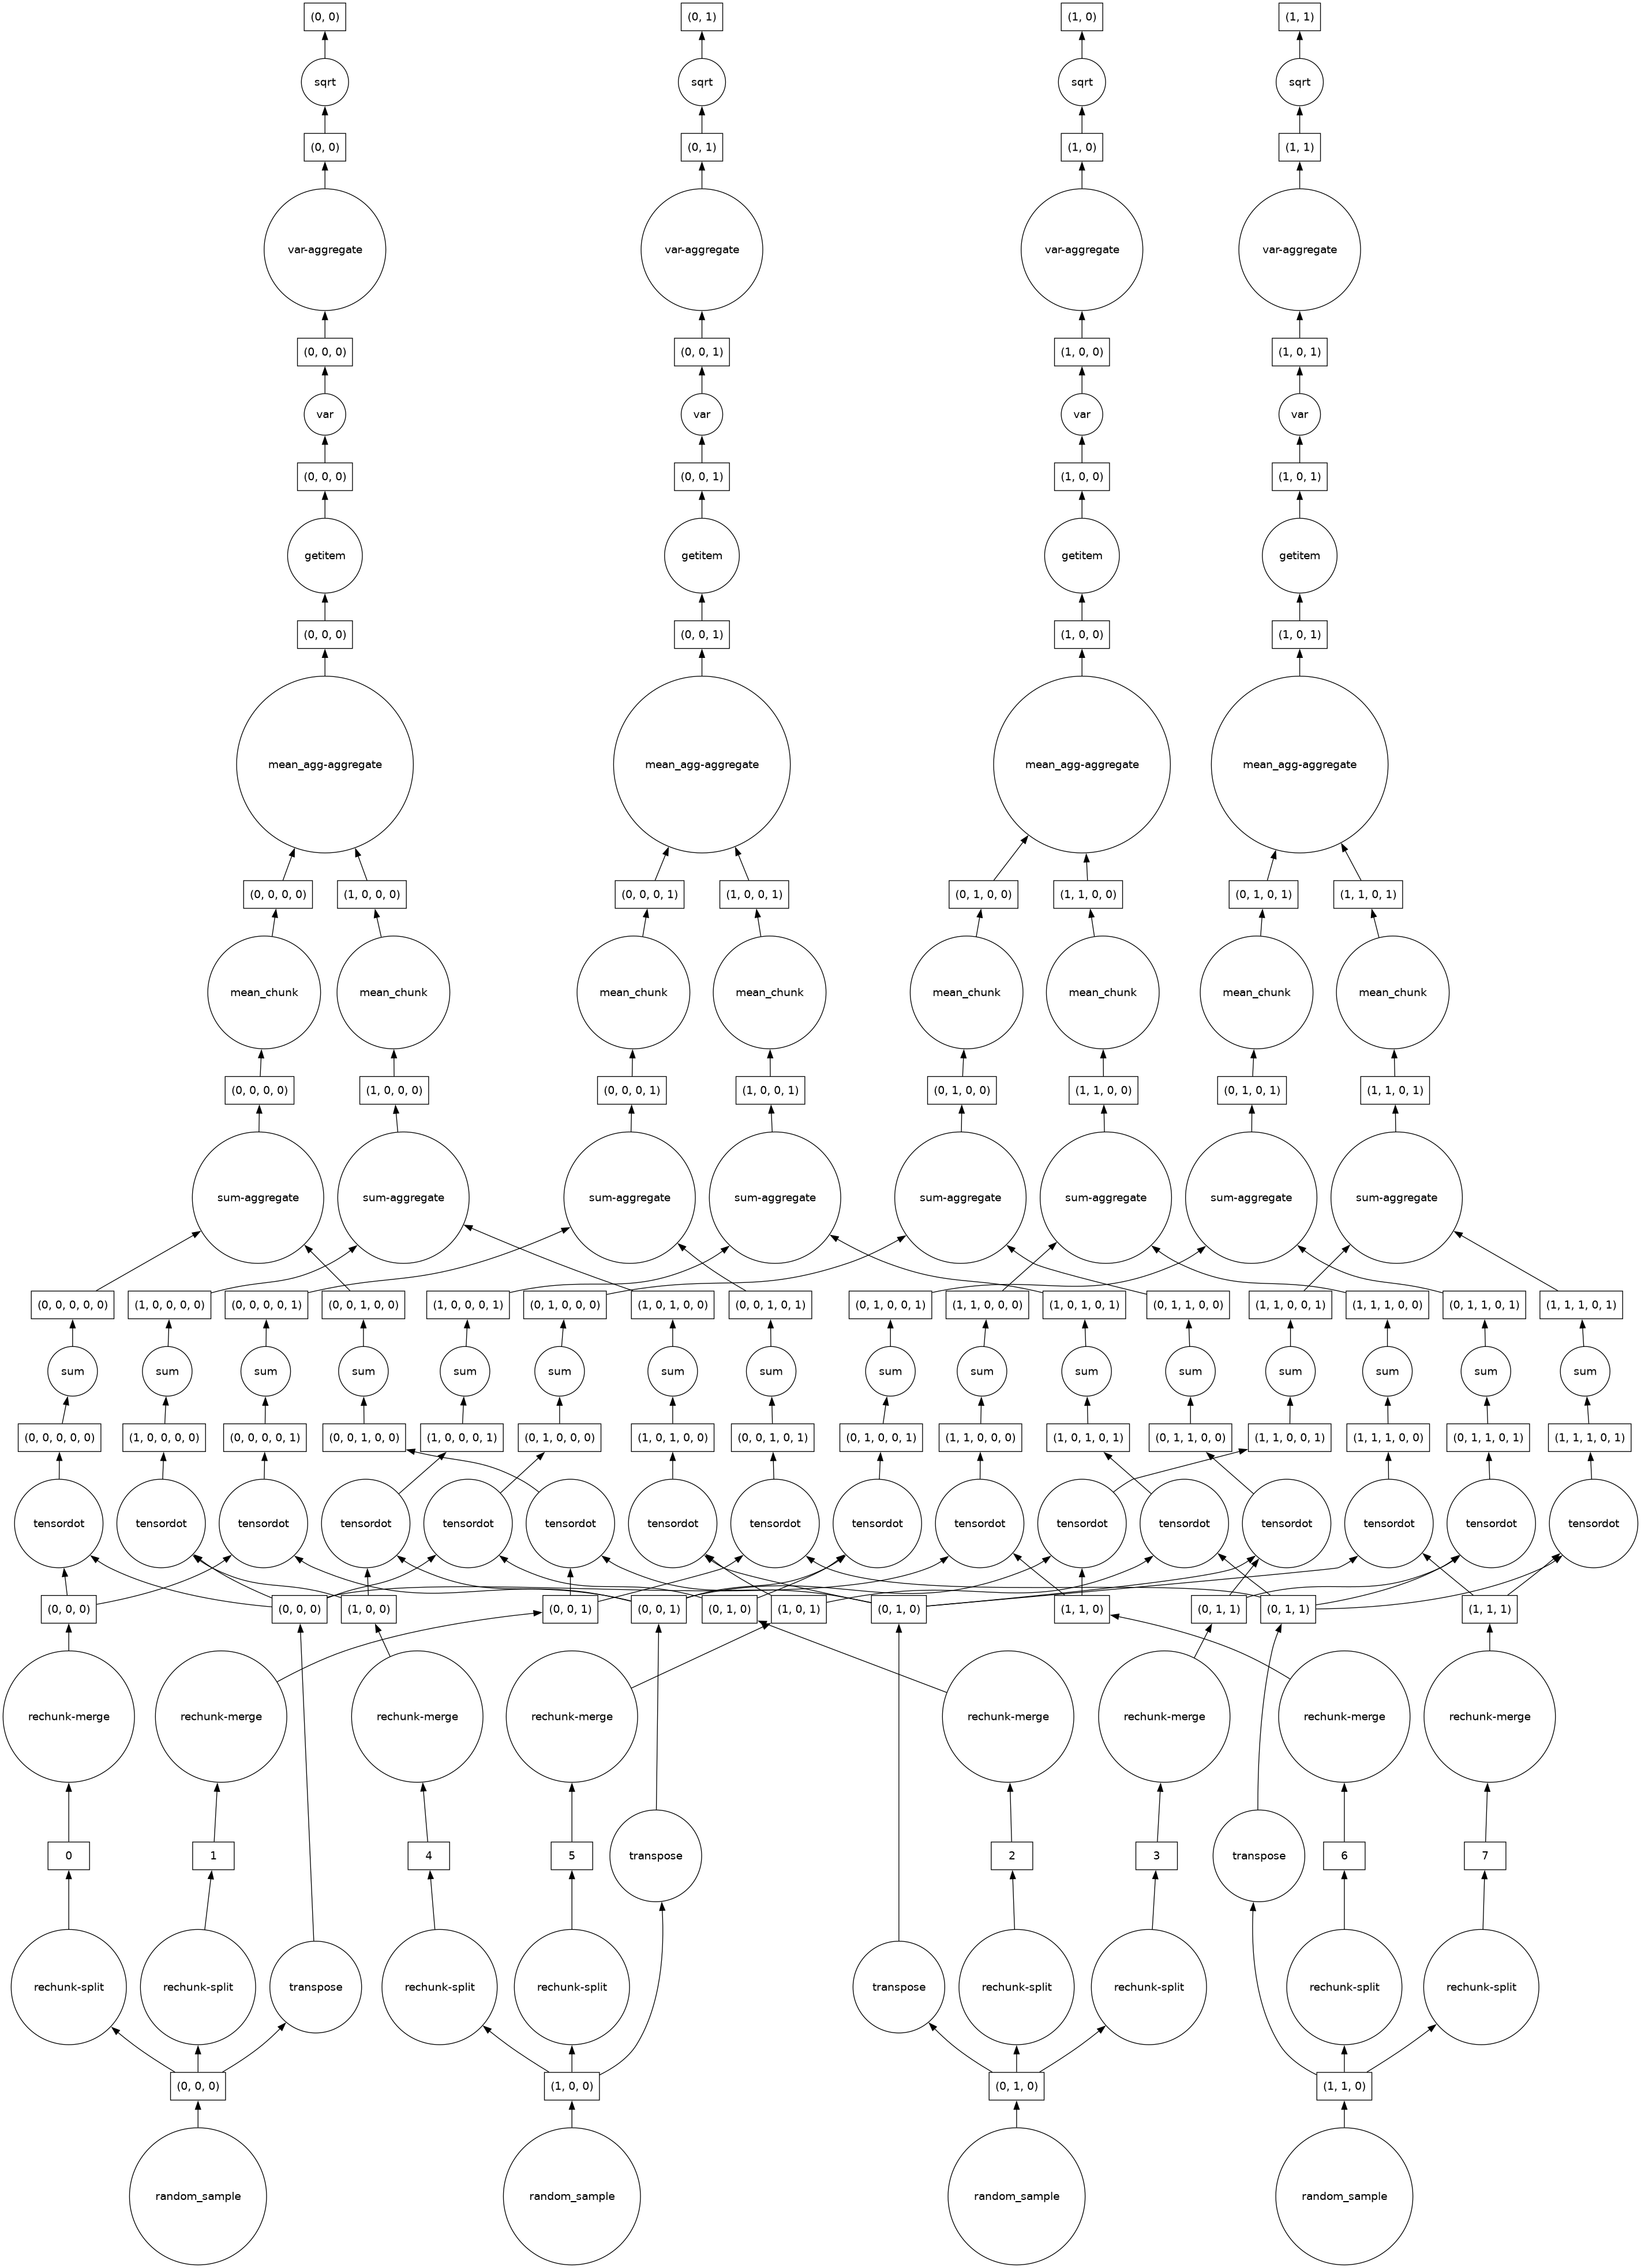 (0, 0) (0, 1) (1, 0) (1, 1)
sqrt sqrt sqrt sqrt
(0, 0) (0, 1) (1, 0) (1, 1)
var-aggregate var-aggregate var-aggregate var-aggregate
(0, 0, 0) (0, 0, 1) (1, 0, 0) (1, 0, 1)
var var var var
(0, 0, 0) (0, 0, 1) (1, 0, 0) (1, 0, 1)
getitem getitem getitem getitem
(0, 0, 0) (0, 0, 1) (1, 0, 0) (1, 0, 1)
mean_agg-aggregate mean_agg-aggregate mean_agg-aggregate mean_agg-aggregate
(0, 0, 0, 0) (1, 0, 0, 0) (0, 0, 0, 1) (1, 0, 0, 1) (0, 1, 0, 0) (1, 1, 0, 0) (0, 1, 0, 1) (1, 1, 0, 1)
mean_chunk mean_chunk mean_chunk mean_chunk mean_chunk mean_chunk mean_chunk mean_chunk
(0, 0, 0, 0) (1, 0, 0, 0) (0, 0, 0, 1) (1, 0, 0, 1) (0, 1, 0, 0) (1, 1, 0, 0) (0, 1, 0, 1) (1, 1, 0, 1)
sum-aggregate sum-aggregate sum-aggregate sum-aggregate sum-aggregate sum-aggregate sum-aggregate sum-aggregate
(0, 0, 0, 0, 0) (1, 0, 0, 0, 0) (0, 0, 0, 0, 1) (0, 0, 1, 0, 0) (1, 0, 0, 0, 1) (0, 1, 0, 0, 0) (1, 0, 1, 0, 0) (0, 0, 1, 0, 1) (0, 1, 0, 0, 1) (1, 1, 0, 0, 0) (1, 0, 1, 0, 1) (0, 1, 1, 0, 0) (1, 1, 0, 0, 1) (1, 1, 1, 0, 0) (0, 1, 1, 0, 1) (1, 1, 1, 0, 1)
sum sum sum sum sum sum sum sum sum sum sum sum sum sum sum sum
(0, 0, 0, 0, 0) (1, 0, 0, 0, 0) (0, 0, 0, 0, 1) (0, 0, 1, 0, 0) (1, 0, 0, 0, 1) (0, 1, 0, 0, 0) (1, 0, 1, 0, 0) (0, 0, 1, 0, 1) (0, 1, 0, 0, 1) (1, 1, 0, 0, 0) (1, 0, 1, 0, 1) (0, 1, 1, 0, 0) (1, 1, 0, 0, 1) (1, 1, 1, 0, 0) (0, 1, 1, 0, 1) (1, 1, 1, 0, 1)
tensordot tensordot tensordot tensordot tensordot tensordot tensordot tensordot tensordot tensordot tensordot tensordot tensordot tensordot tensordot tensordot
(0, 0, 0) (0, 0, 0) (1, 0, 0) (0, 0, 1) (0, 0, 1) (0, 1, 0) (1, 0, 1) (0, 1, 0) (1, 1, 0) (0, 1, 1) (0, 1, 1) (1, 1, 1)
rechunk-merge rechunk-merge rechunk-merge rechunk-merge rechunk-merge rechunk-merge rechunk-merge rechunk-merge
0 1 4 5 transpose 2 3 transpose 6 7
rechunk-split rechunk-split transpose rechunk-split rechunk-split transpose rechunk-split rechunk-split rechunk-split rechunk-split
(0, 0, 0) (1, 0, 0) (0, 1, 0) (1, 1, 0)
random_sample random_sample random_sample random_sample